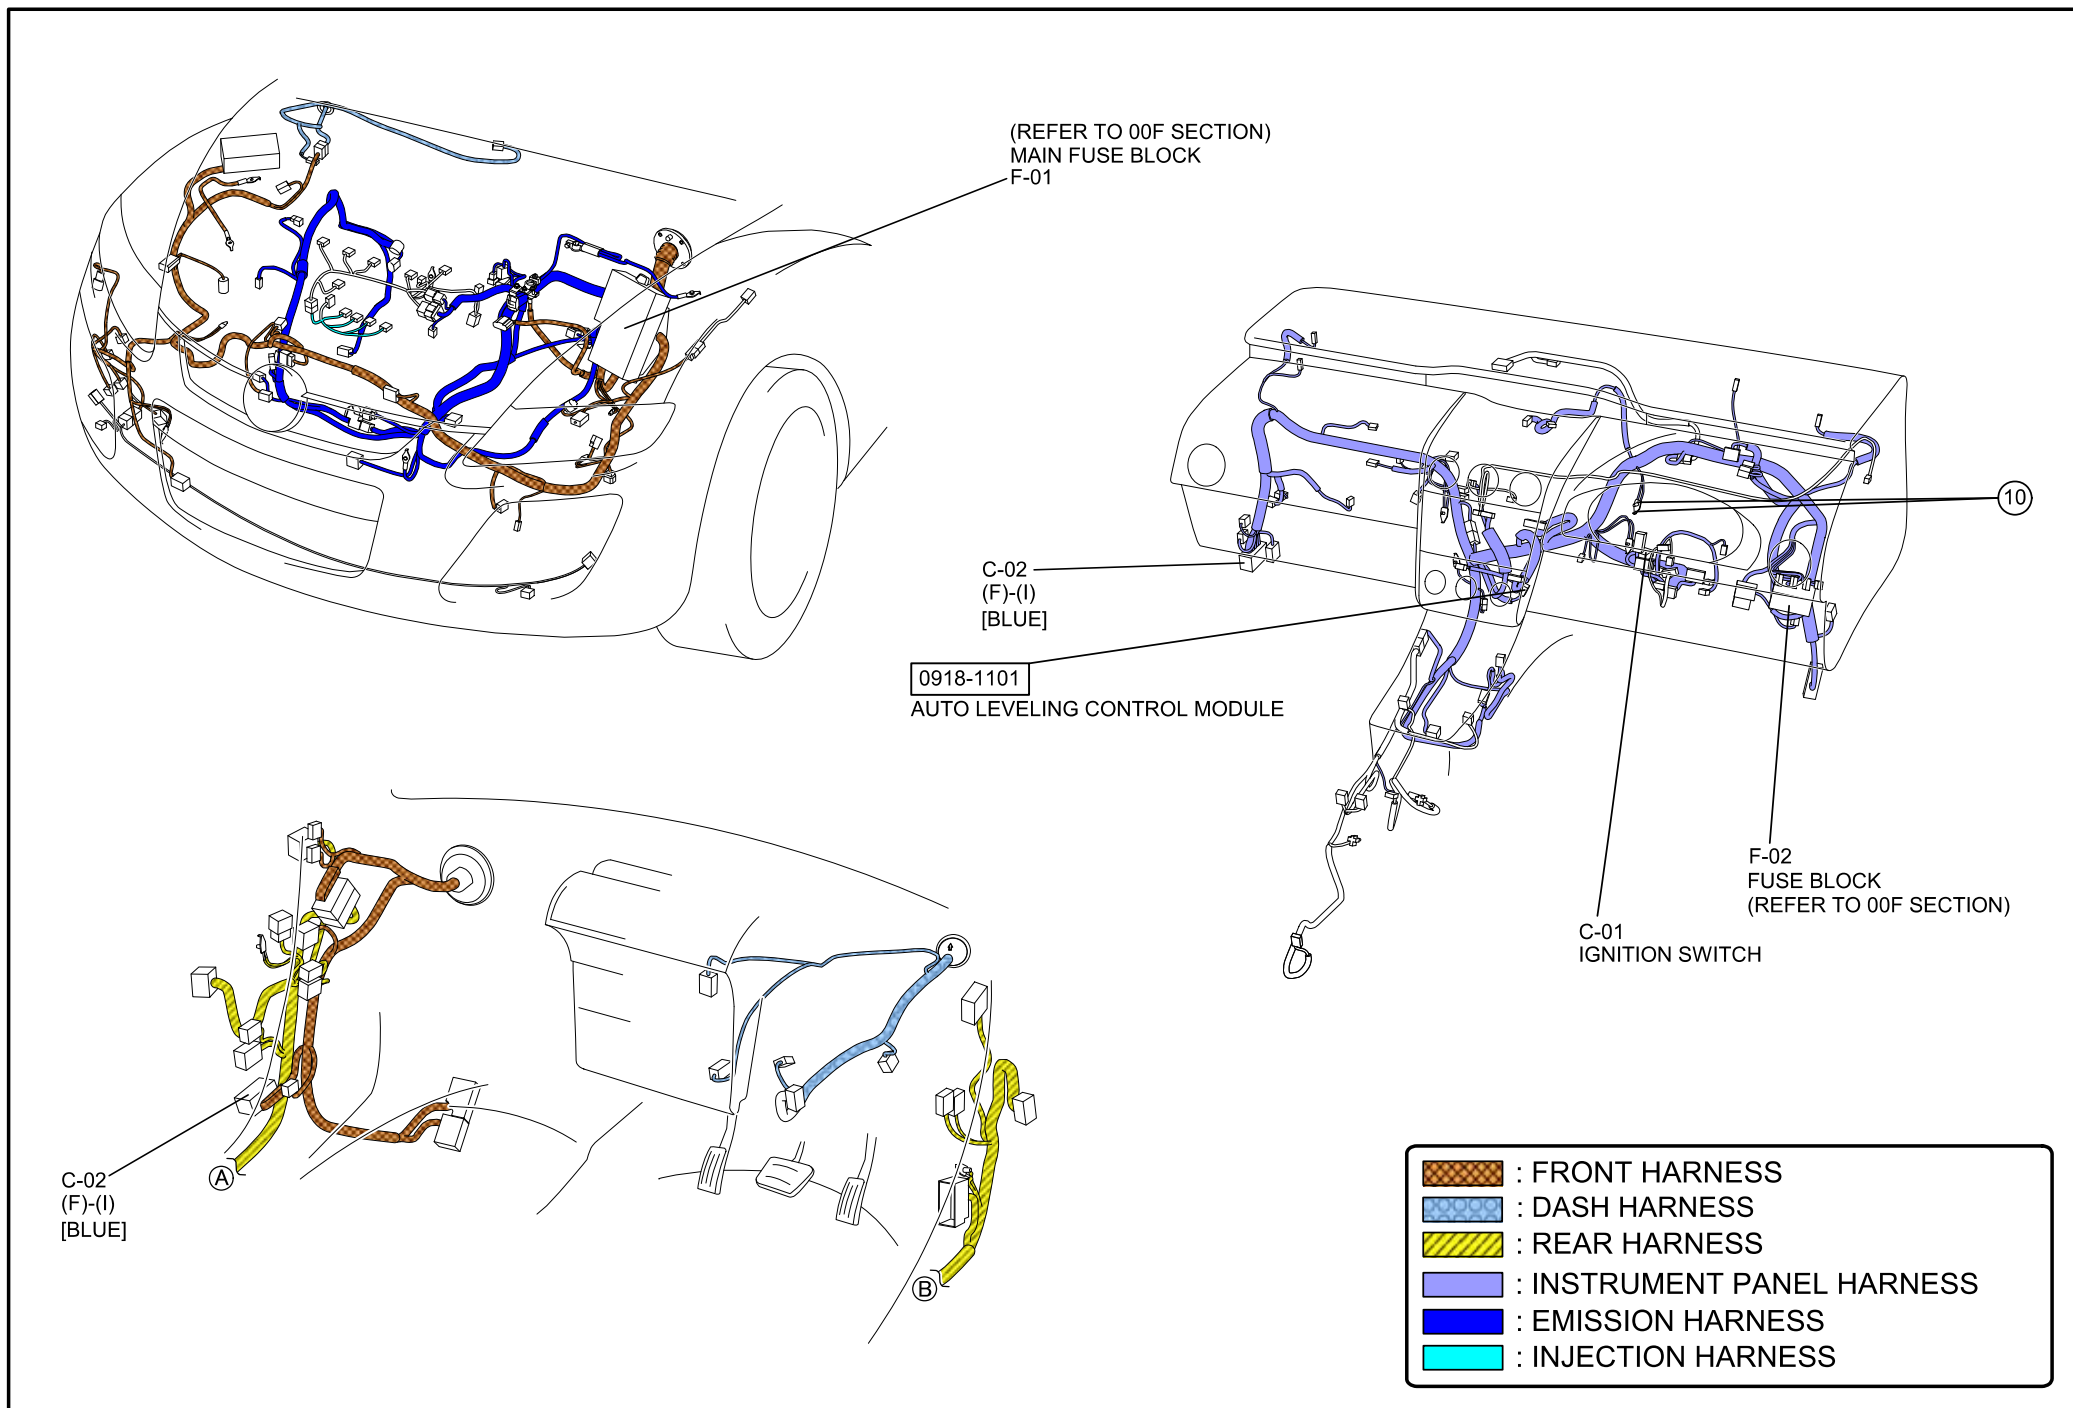 (REFER TO 00F SECTION)
MAIN FUSE BLOCK
F-01
10
C-02
(F)-(I)
[BLUE]
0918-1101
AUTO LEVELING CONTROL MODULE
F-02
FUSE BLOCK
(REFER TO 00F SECTION)
C-01
IGNITION SWITCH
C-02
(F)-(I)
[BLUE]
A
B
: FRONT HARNESS
: DASH HARNESS
: REAR HARNESS
: INSTRUMENT PANEL HARNESS
: EMISSION HARNESS
: INJECTION HARNESS